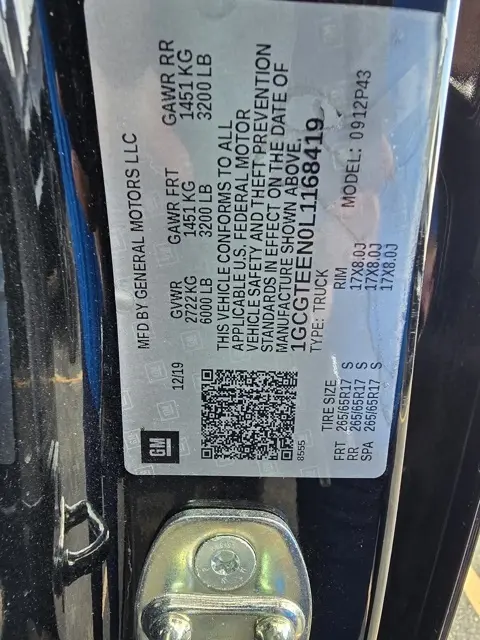 MFD BY GENERAL MOTORS LLC
12/19
GVWR GAWR FRT GAWR RR
2722KG 1451 KG 1451 KG
6000 LB 3200 LB 3200 LB
THIS VEHICLE CONFORMS TO ALL
APPLICABLE U.S. FEDERAL MOTOR
VEHICLE SAFETY AND THEFT PREVENTION
STANDARDS IN EFFECT ON THE DATE OF
MANUFACTURE SHOWN ABOVE.
1GCGTEEN0L1168419
TYPE: TRUCK
MODEL: 0912P43
GM
8555
TIRE SIZE RIM
FRT 265/65R17 S 17X8.0J
RR 265/65R17 S 17X8.0J
SPA 265/65R17 S 17X8.0J